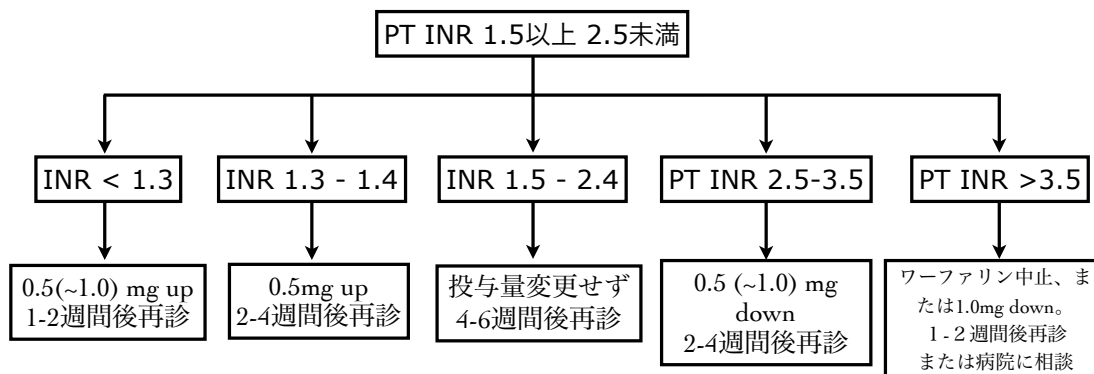 PT INR 1.5以上 2.5未満
INR < 1.3
INR 1.3 - 1.4
INR 1.5 - 2.4
PT INR 2.5-3.5
PT INR >3.5
0.5(~1.0) mg up
1-2週間後再診
0.5mg up
2-4週間後再診
投与量変更せず
4-6週間後再診
0.5 (~1.0) mg
down
2-4週間後再診
ワーファリン中止、ま
たは1.0mg down。
1 - 2 週間後再診
または病院に相談